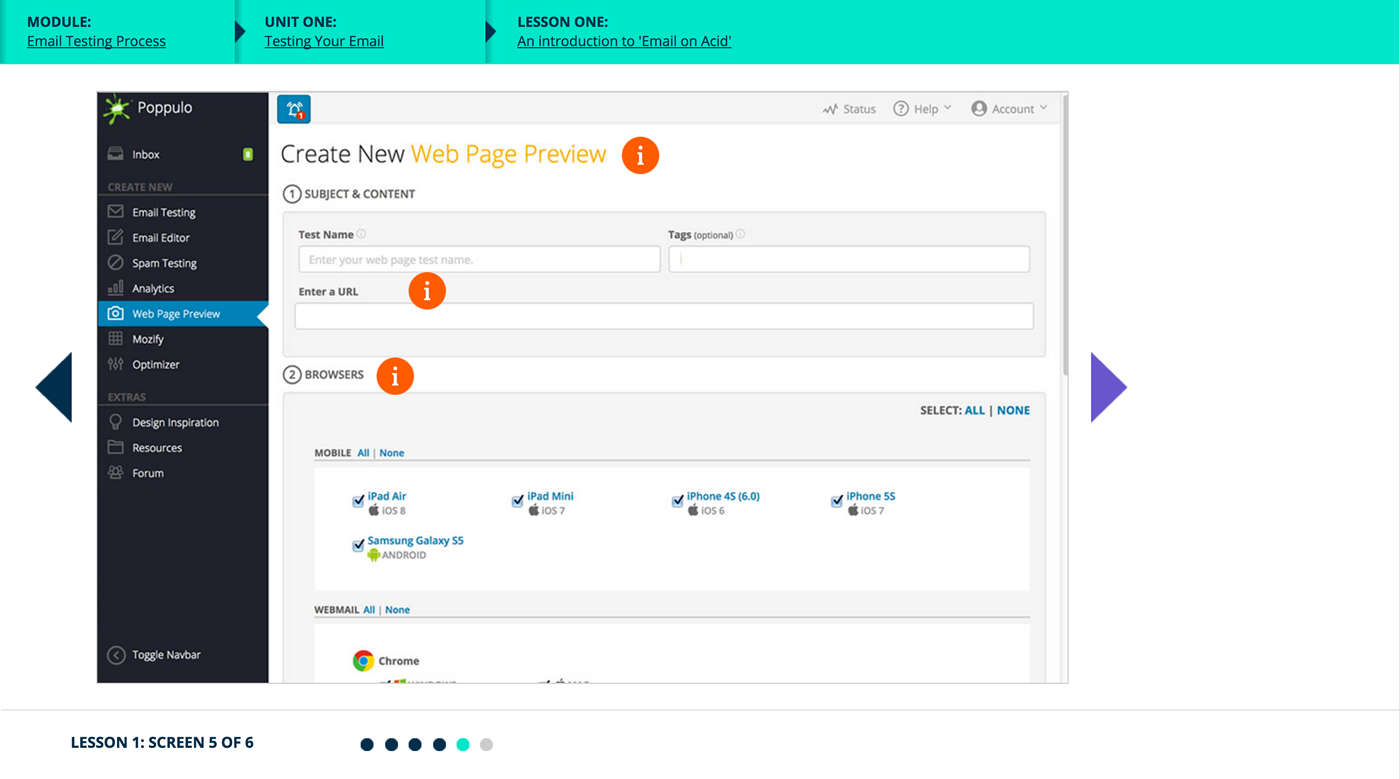 MODULE:
Email Testing Process
UNIT ONE:
Testing Your Email
LESSON ONE:
An introduction to 'Email on Acid'
Poppulo
Inbox
8
CREATE NEW
Email Testing
Email Editor
Spam Testing
Analytics
Web Page Preview
Mozify
Optimizer
EXTRAS
Design Inspiration
Resources
Forum
Toggle Navbar
1
Status
? Help
Account
Create New Web Page Preview i
1 SUBJECT & CONTENT
Test Name i
Tags (optional) i
Enter your web page test name.
Enter a URL i
2 BROWSERS i
SELECT: ALL | NONE
MOBILE All | None
iPad Air
iOS 8
iPad Mini
iOS 7
iPhone 4S (6.0)
iOS 6
iPhone 5S
iOS 7
Samsung Galaxy S5
ANDROID
WEBMAIL All | None
Chrome
LESSON 1: SCREEN 5 OF 6